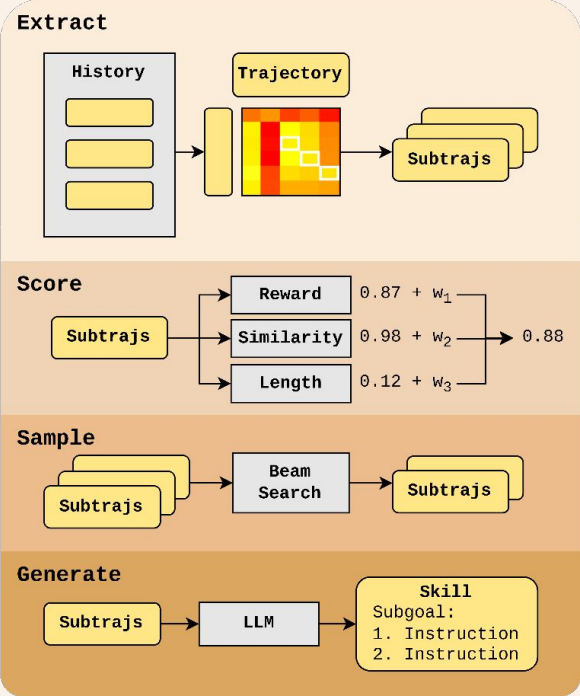 Extract
History
Trajectory
Subtrajs
Score
Subtrajs
Reward
0.87 + w₁
Similarity
0.98 + w₂
0.88
Length
0.12 + w₃
Sample
Subtrajs
Beam
Search
Subtrajs
Generate
Subtrajs
LLM
Skill
Subgoal:
1. Instruction
2. Instruction